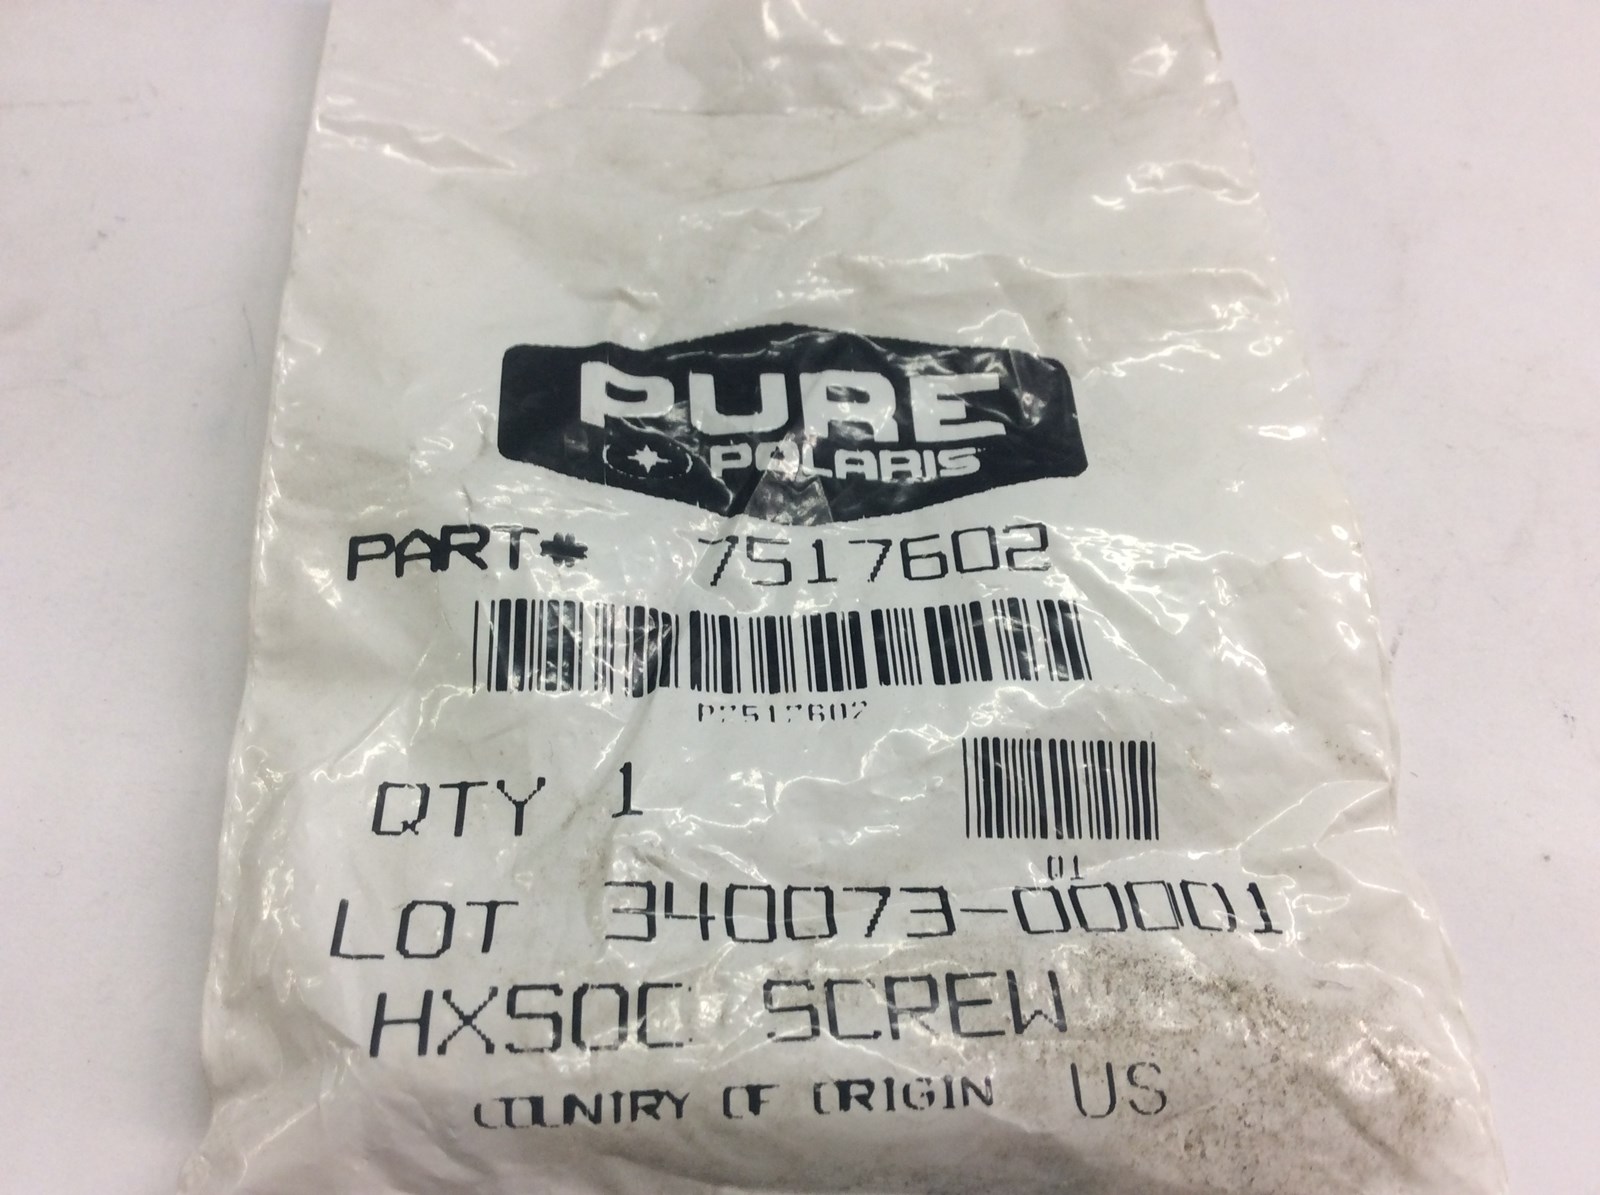 PURE
POLARIS
PART# 7517602
P7517602
QTY 1
01
LOT 340073-00001
HXSOC SCREW
COUNTRY OF ORIGIN US